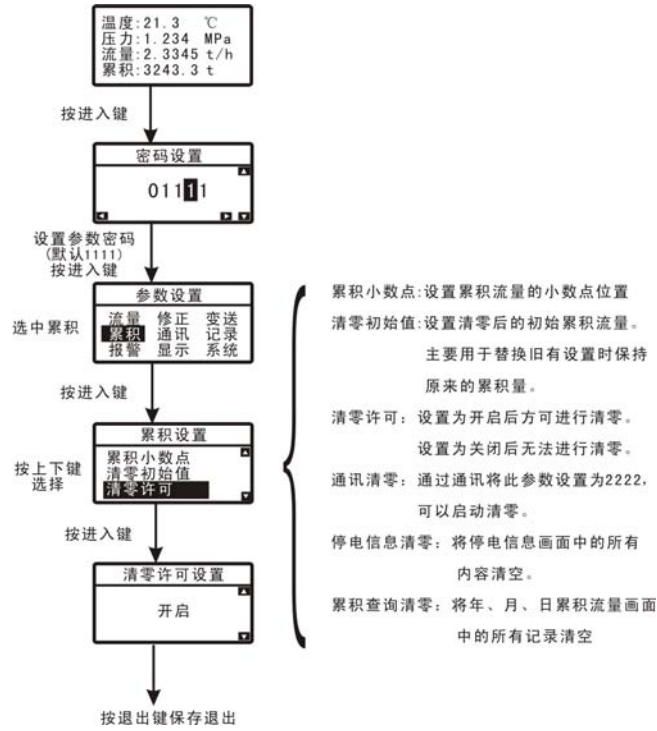 温度:21.3 ℃
压力:1.234 MPa
流量:2.3345 t/h
累积:3243.3 t
按进入键
密码设置
01111
设置参数密码
(默认1111)
按进入键
参数设置
流量 修正 变送
选中累积
累积 通讯 记录
报警 显示 系统
按进入键
累积设置
累积小数点
按上下键
选择
清零初始值
清零许可
按进入键
清零许可设置
开启
按退出键保存退出
累积小数点:设置累积流量的小数点位置
清零初始值:设置清零后的初始累积流量。
主要用于替换旧有设置时保持
原来的累积量。
清零许可：设置为开启后方可进行清零。
设置为关闭后无法进行清零。
通讯清零：通过通讯将此参数设置为2222,
可以启动清零。
停电信息清零：将停电信息画面中的所有
内容清空。
累积查询清零：将年、月、日累积流量画面
中的所有记录清空